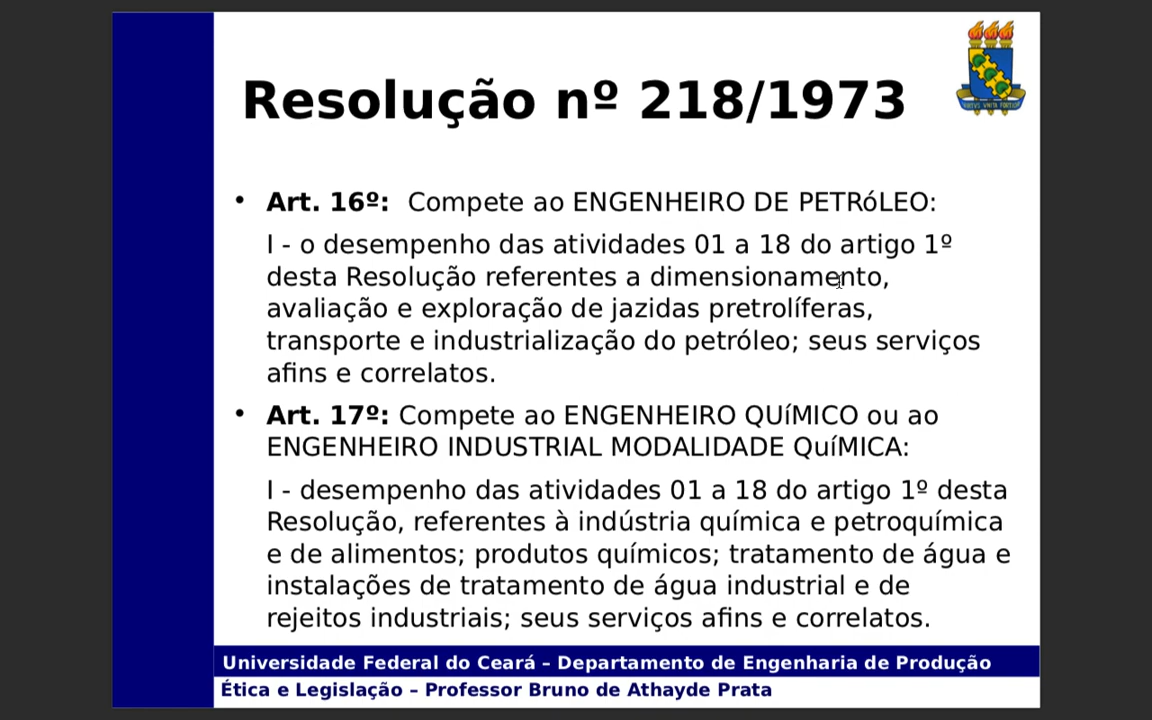 Resolução nº 218/1973
VIRTVS VNITA FORTIOR
• Art. 16º: Compete ao ENGENHEIRO DE PETRóLEO:
I - o desempenho das atividades 01 a 18 do artigo 1º
desta Resolução referentes a dimensionamento,
avaliação e exploração de jazidas pretrolíferas,
transporte e industrialização do petróleo; seus serviços
afins e correlatos.
• Art. 17º: Compete ao ENGENHEIRO QUíMICO ou ao
ENGENHEIRO INDUSTRIAL MODALIDADE QuíMICA:
I - desempenho das atividades 01 a 18 do artigo 1º desta
Resolução, referentes à indústria química e petroquímica
e de alimentos; produtos químicos; tratamento de água e
instalações de tratamento de água industrial e de
rejeitos industriais; seus serviços afins e correlatos.
Universidade Federal do Ceará – Departamento de Engenharia de Produção
Ética e Legislação – Professor Bruno de Athayde Prata